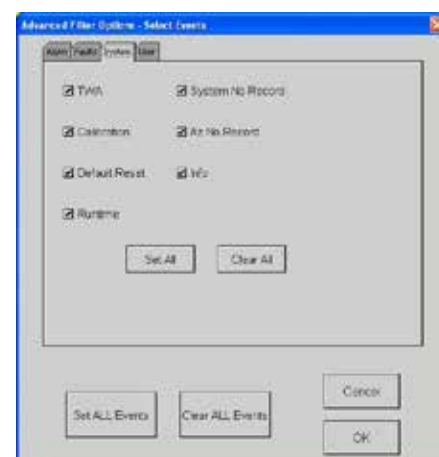 Advanced Filter Options - Select Events
Alarm Faults System User
TWA System No Record
Calibration Az No Record
Default Reset Info
Runtime
Set All Clear All
Cancel
Set ALL Events Clear ALL Events
OK